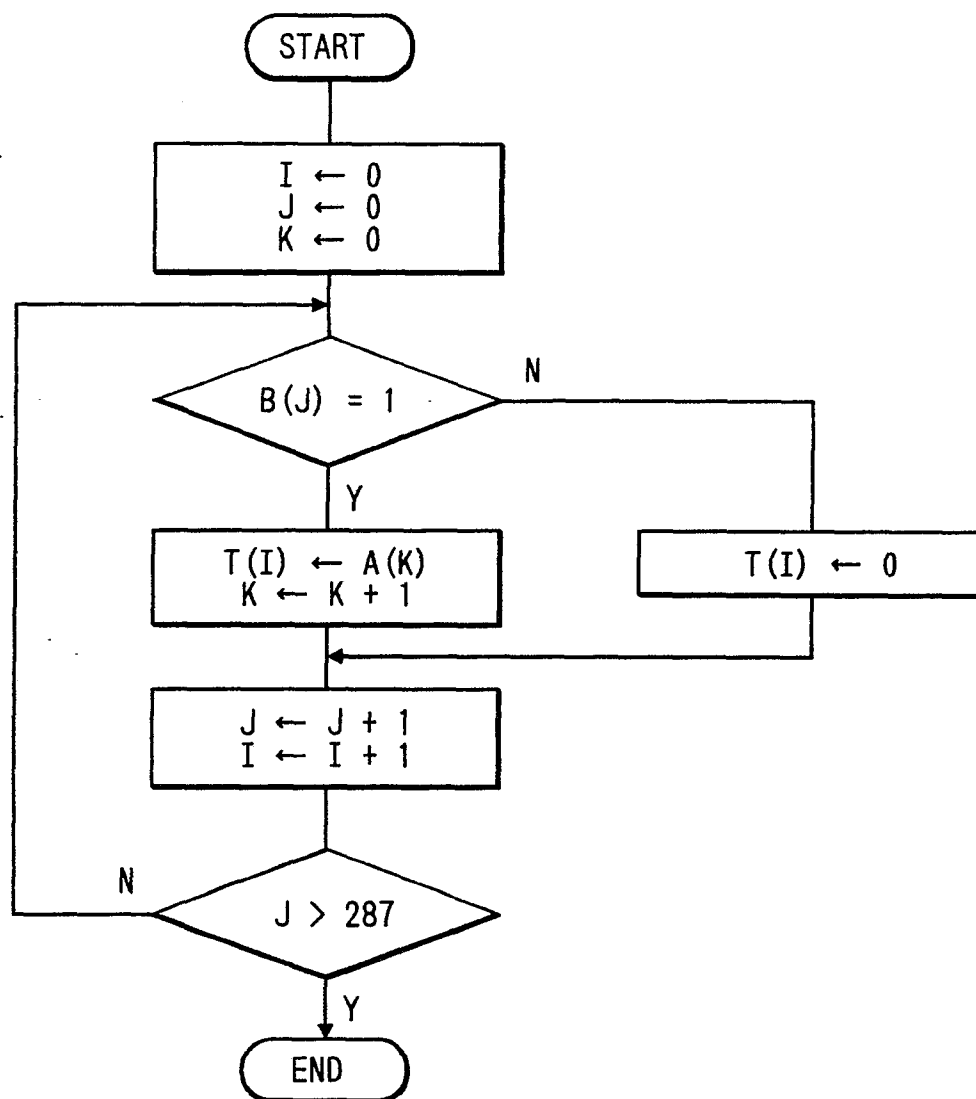 START
I ← 0
J ← 0
K ← 0
B(J) = 1
N
Y
T(I) ← A(K)
K ← K + 1
T(I) ← 0
J ← J + 1
I ← I + 1
N
J > 287
Y
END